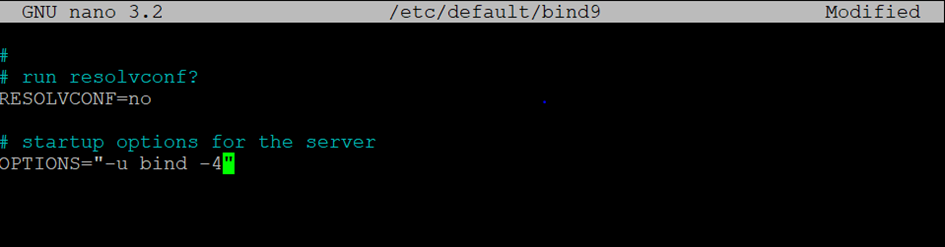 GNU nano 3.2 /etc/default/bind9 Modified
#
# run resolvconf?
RESOLVCONF=no
# startup options for the server
OPTIONS="-u bind -4"